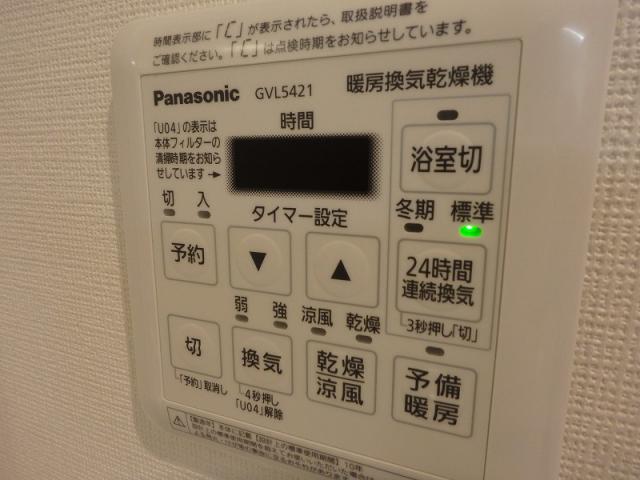 時間表示部に「[」が表示されたら、取扱説明書を
ご確認ください。「[」は点検時期をお知らせしています。
Panasonic GVL5421 暖房換気乾燥機
「U04」の表示は
本体フィルターの
清掃時期をお知ら
せしています→
時間
浴室切
切 入
タイマー設定
冬期 標準
予約
▼
▲
24時間
連続換気
3秒押し「切」
弱 強 涼風 乾燥
切
換気
乾燥
涼風
予備
暖房
「予約」取消し
4秒押し
「U04」解除